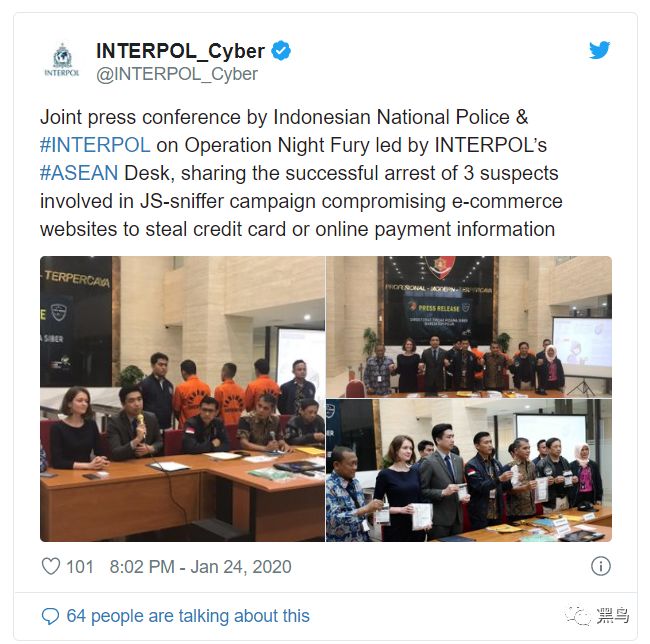 INTERPOL
INTERPOL_Cyber
@INTERPOL_Cyber
Joint press conference by Indonesian National Police &
#INTERPOL on Operation Night Fury led by INTERPOL’s
#ASEAN Desk, sharing the successful arrest of 3 suspects
involved in JS-sniffer campaign compromising e-commerce
websites to steal credit card or online payment information
- TERPERCAYA
SIBER
PROFESIONAL - MODERN - TERPERCAYA
PRESS RELEASE
101 8:02 PM - Jan 24, 2020
64 people are talking about this
黑鸟